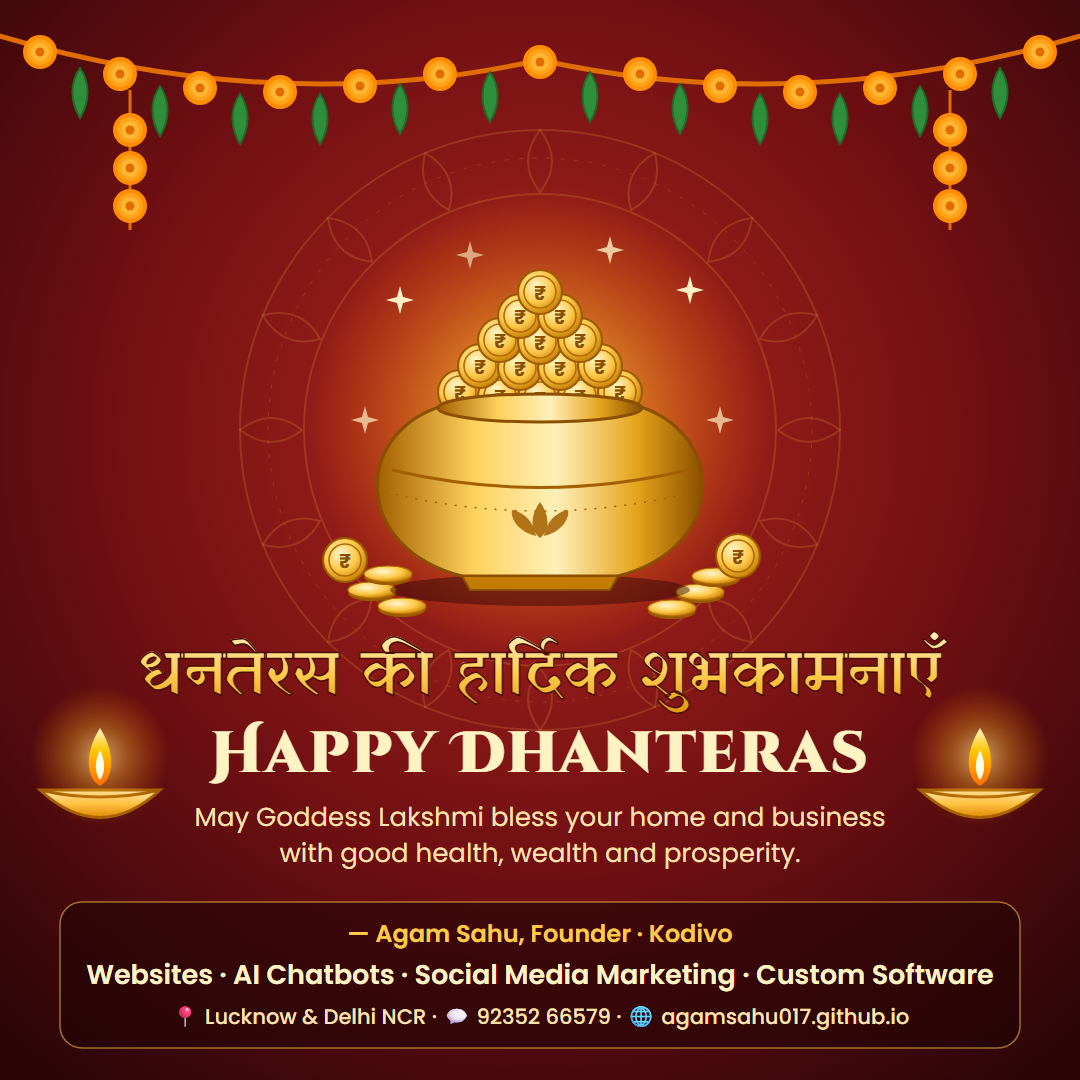 ₹
₹ ₹
₹ ₹ ₹
₹ ₹ ₹ ₹
₹ ₹ ₹ ₹ ₹
₹ ₹
धनतेरस की हार्दिक शुभकामनाएँ
Happy Dhanteras
May Goddess Lakshmi bless your home and business
with good health, wealth and prosperity.
— Agam Sahu, Founder · Kodivo
Websites · AI Chatbots · Social Media Marketing · Custom Software
📍 Lucknow & Delhi NCR · 💬 92352 66579 · 🌐 agamsahu017.github.io